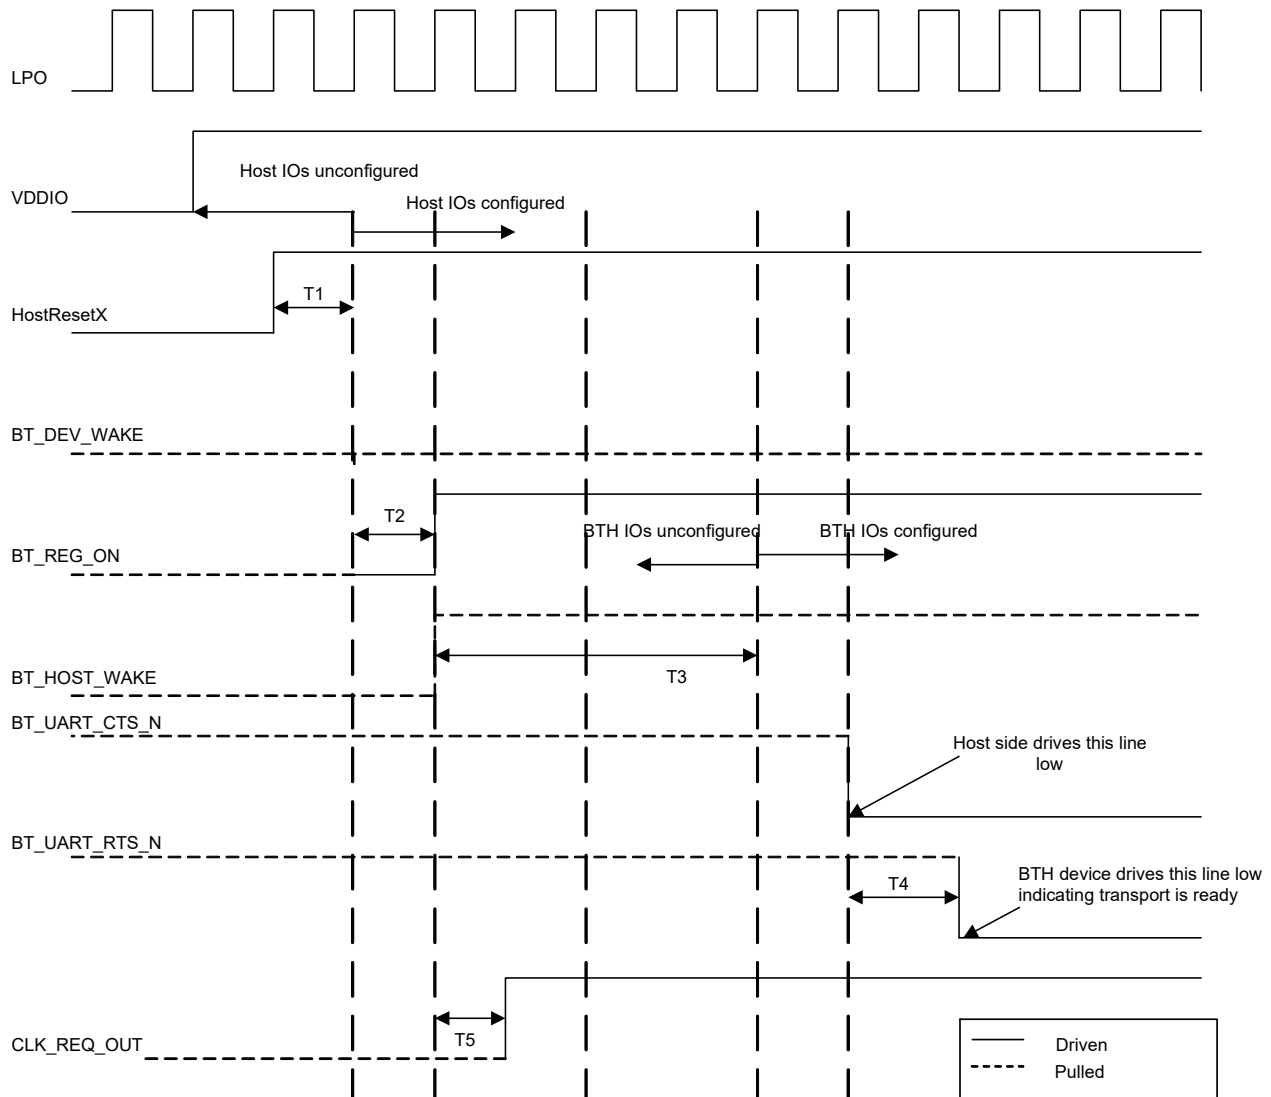 LPO
Host IOs unconfigured
VDDIO
Host IOs configured
T1
HostResetX
BT_DEV_WAKE
T2
BTH IOs unconfigured
BTH IOs configured
BT_REG_ON
T3
BT_HOST_WAKE
BT_UART_CTS_N
Host side drives this line
low
BT_UART_RTS_N
T4
BTH device drives this line low
indicating transport is ready
T5
CLK_REQ_OUT
Driven
Pulled